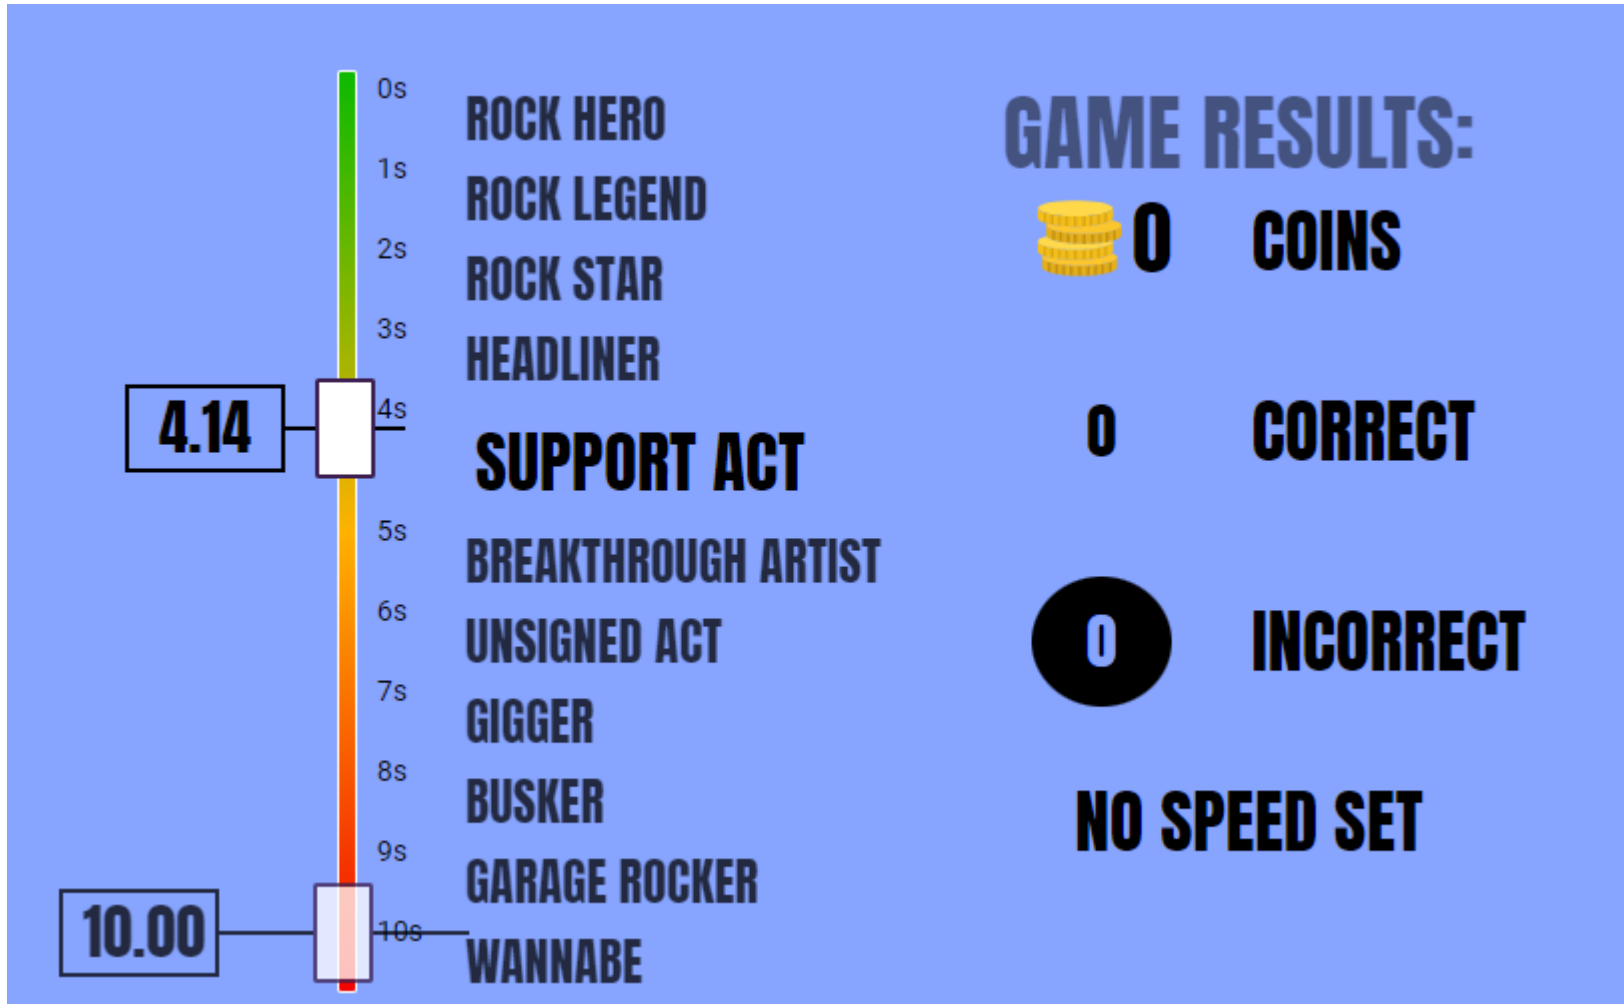 0s
ROCK HERO
1s
ROCK LEGEND
2s
ROCK STAR
3s
HEADLINER
4.14
4s
SUPPORT ACT
5s
BREAKTHROUGH ARTIST
6s
UNSIGNED ACT
7s
GIGGER
8s
BUSKER
9s
GARAGE ROCKER
10.00
10s
WANNABE
GAME RESULTS:
0 COINS
0 CORRECT
0 INCORRECT
NO SPEED SET